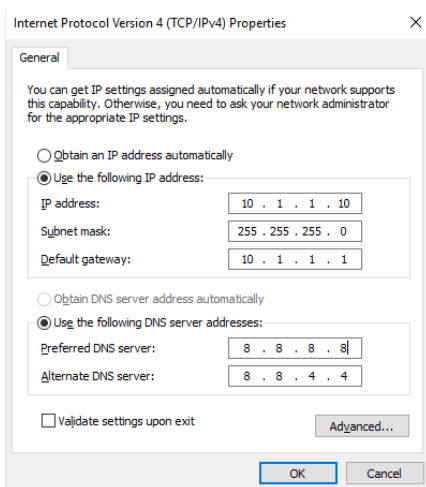 Internet Protocol Version 4 (TCP/IPv4) Properties
General
You can get IP settings assigned automatically if your network supports
this capability. Otherwise, you need to ask your network administrator
for the appropriate IP settings.
Obtain an IP address automatically
Use the following IP address:
IP address: 10 . 1 . 1 . 10
Subnet mask: 255 . 255 . 255 . 0
Default gateway: 10 . 1 . 1 . 1
Obtain DNS server address automatically
Use the following DNS server addresses:
Preferred DNS server: 8 . 8 . 8 . 8
Alternate DNS server: 8 . 8 . 4 . 4
Validate settings upon exit
Advanced...
OK Cancel